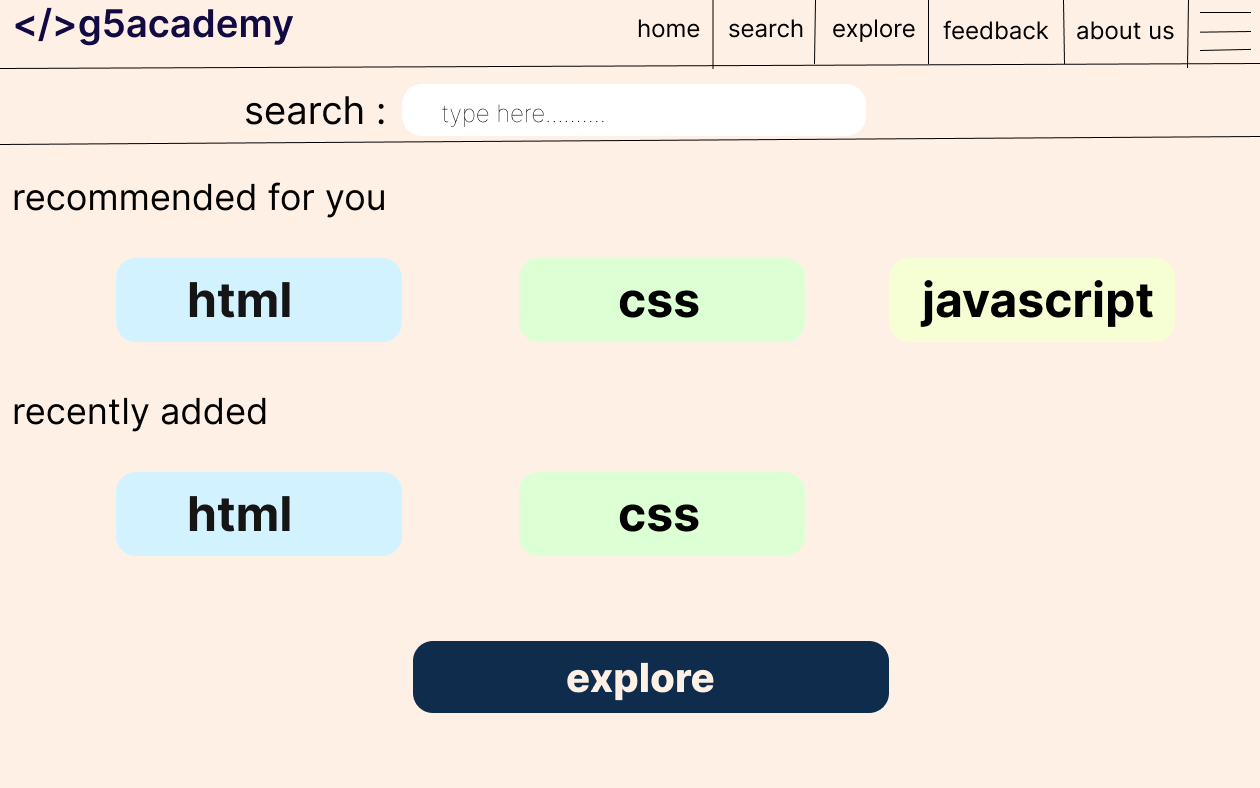 </>g5academy
home search explore feedback about us
search : type here..........
recommended for you
html css javascript
recently added
html css
explore